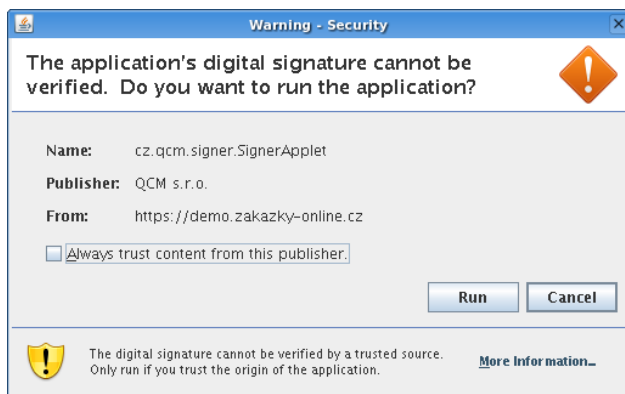 Warning - Security
The application's digital signature cannot be
verified. Do you want to run the application?
Name: cz.qcm.signer.SignerApplet
Publisher: QCM s.r.o.
From: https://demo.zakazky-online.cz
Always trust content from this publisher.
Run Cancel
The digital signature cannot be verified by a trusted source.
Only run if you trust the origin of the application.
More Information...